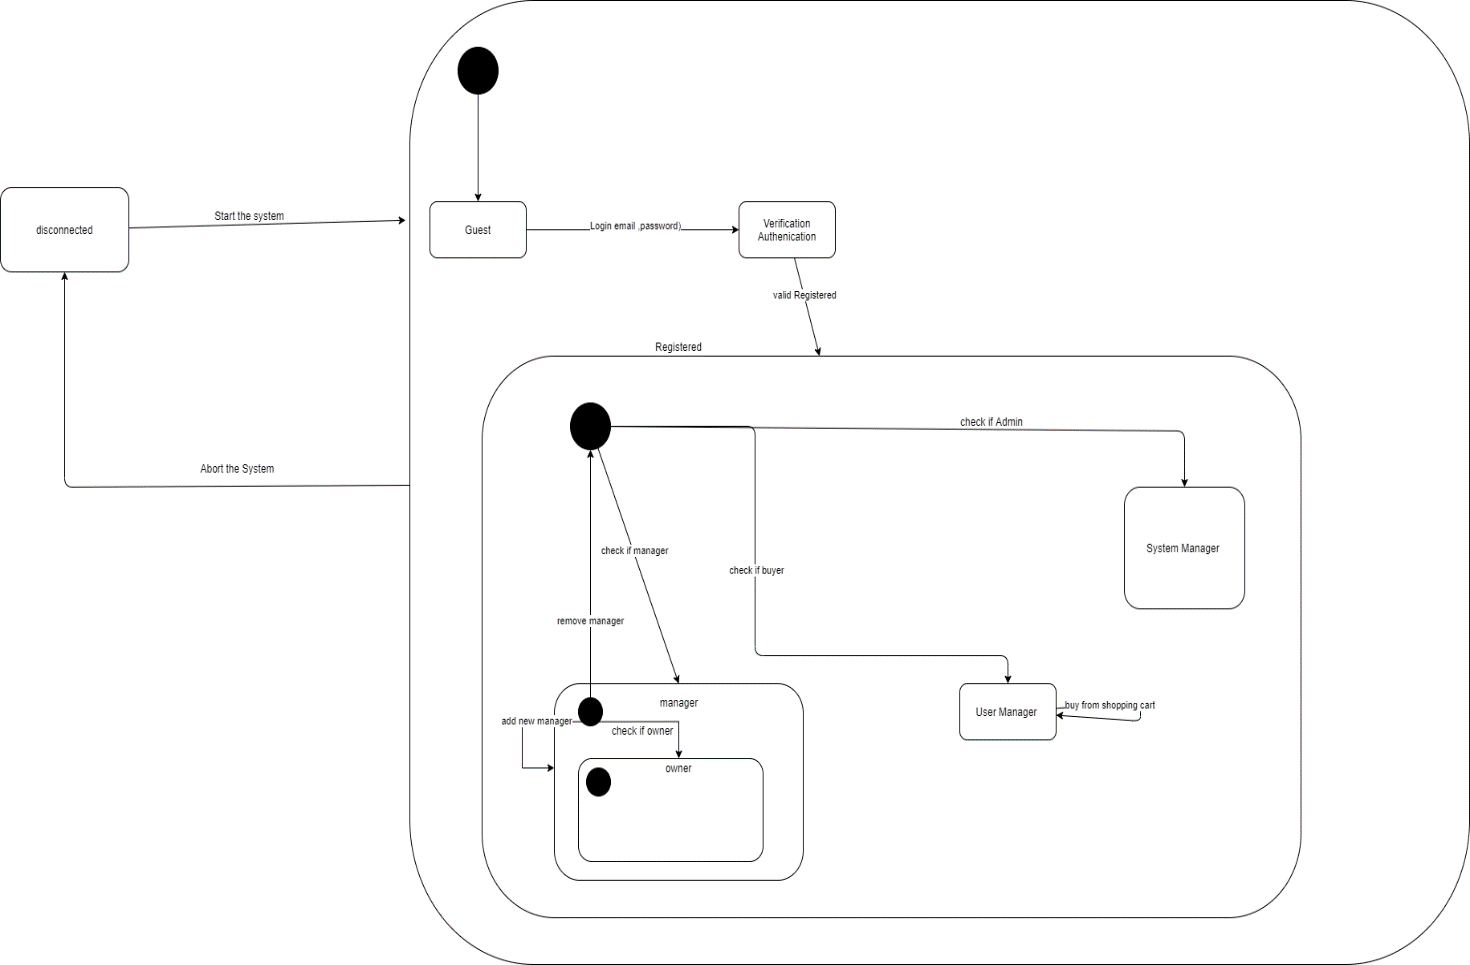 Start the system
disconnected
Guest
Login email ,password)
Verification
Authenication
valid Registered
Registered
check if Admin
Abort the System
check if manager
System Manager
check if buyer
remove manager
manager
add new manager
check if owner
owner
User Manager
buy from shopping cart